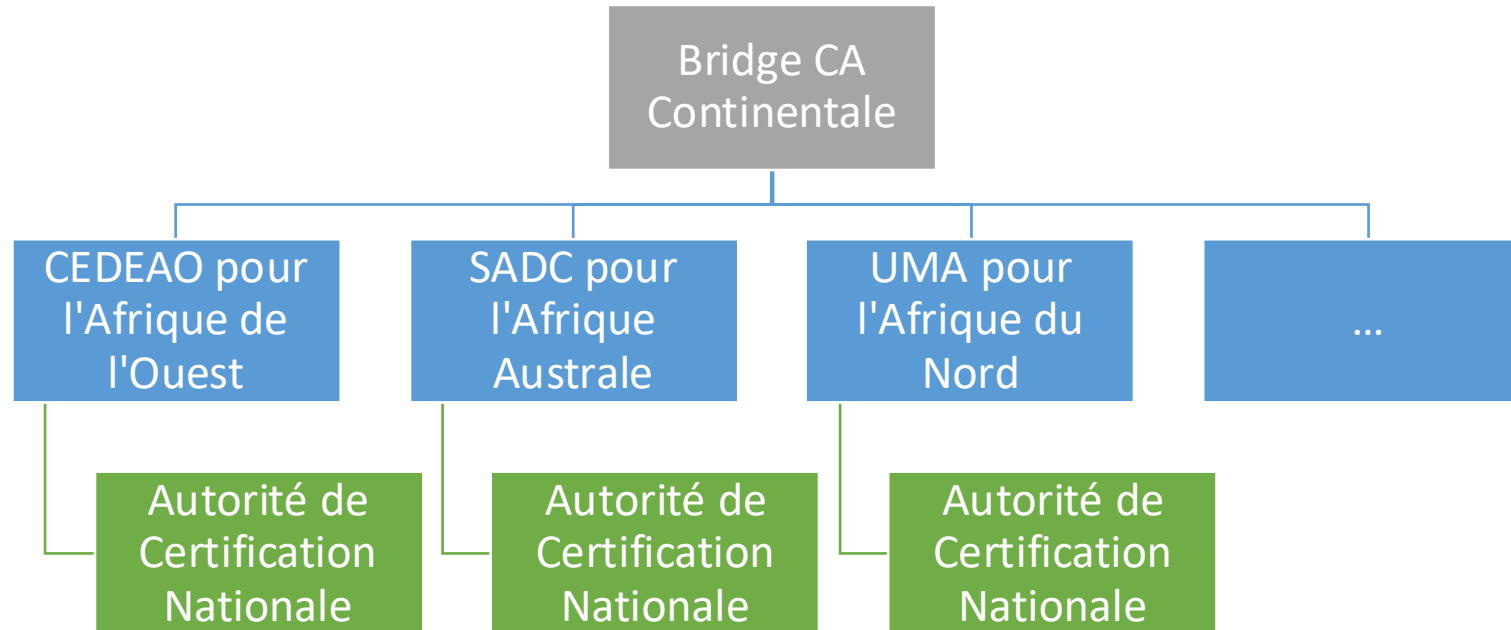 Bridge CA
Continentale
CEDEAO pour
l'Afrique de
l'Ouest
SADC pour
l'Afrique
Australe
UMA pour
l'Afrique du
Nord
...
Autorité de
Certification
Nationale
Autorité de
Certification
Nationale
Autorité de
Certification
Nationale